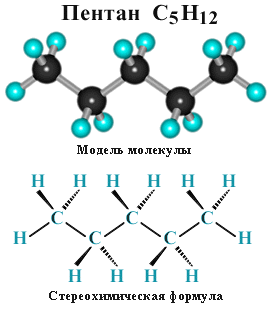 Пентан C5H12
Модель молекулы
H H H H H H
C C C
H C C H
H H H H
Стереохимическая формула